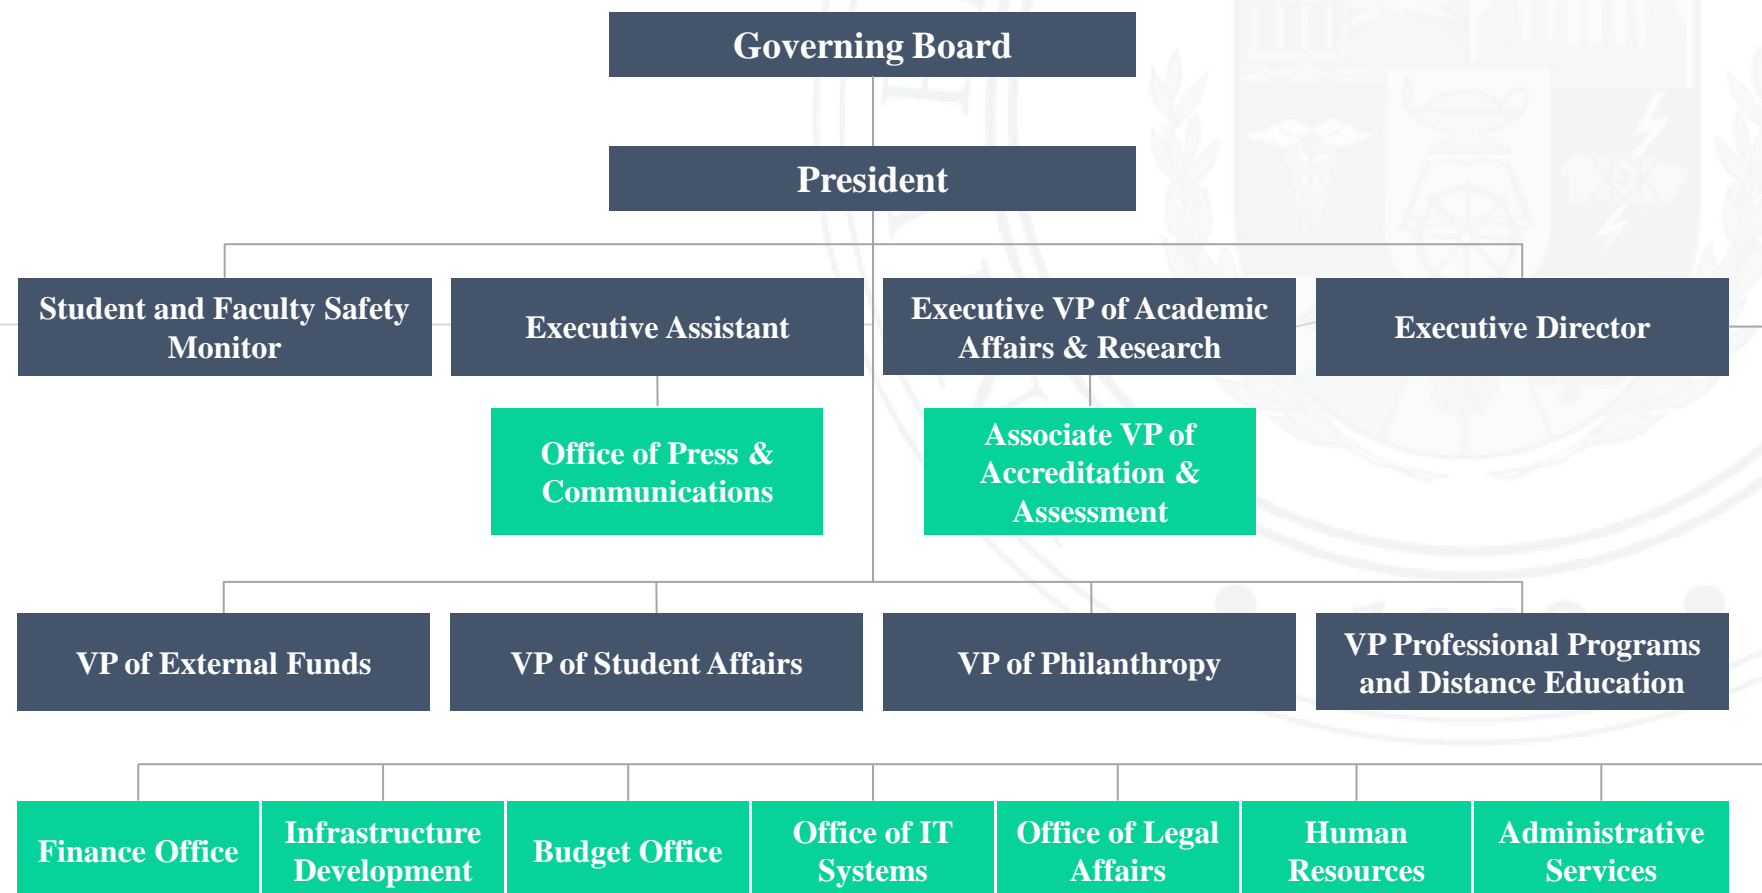 Governing Board
President
Student and Faculty Safety
Monitor
Executive Assistant
Executive VP of Academic
Affairs & Research
Executive Director
Office of Press &
Communications
Associate VP of
Accreditation &
Assessment
VP of External Funds
VP of Student Affairs
VP of Philanthropy
VP Professional Programs
and Distance Education
Finance Office
Infrastructure
Development
Budget Office
Office of IT
Systems
Office of Legal
Affairs
Human
Resources
Administrative
Services